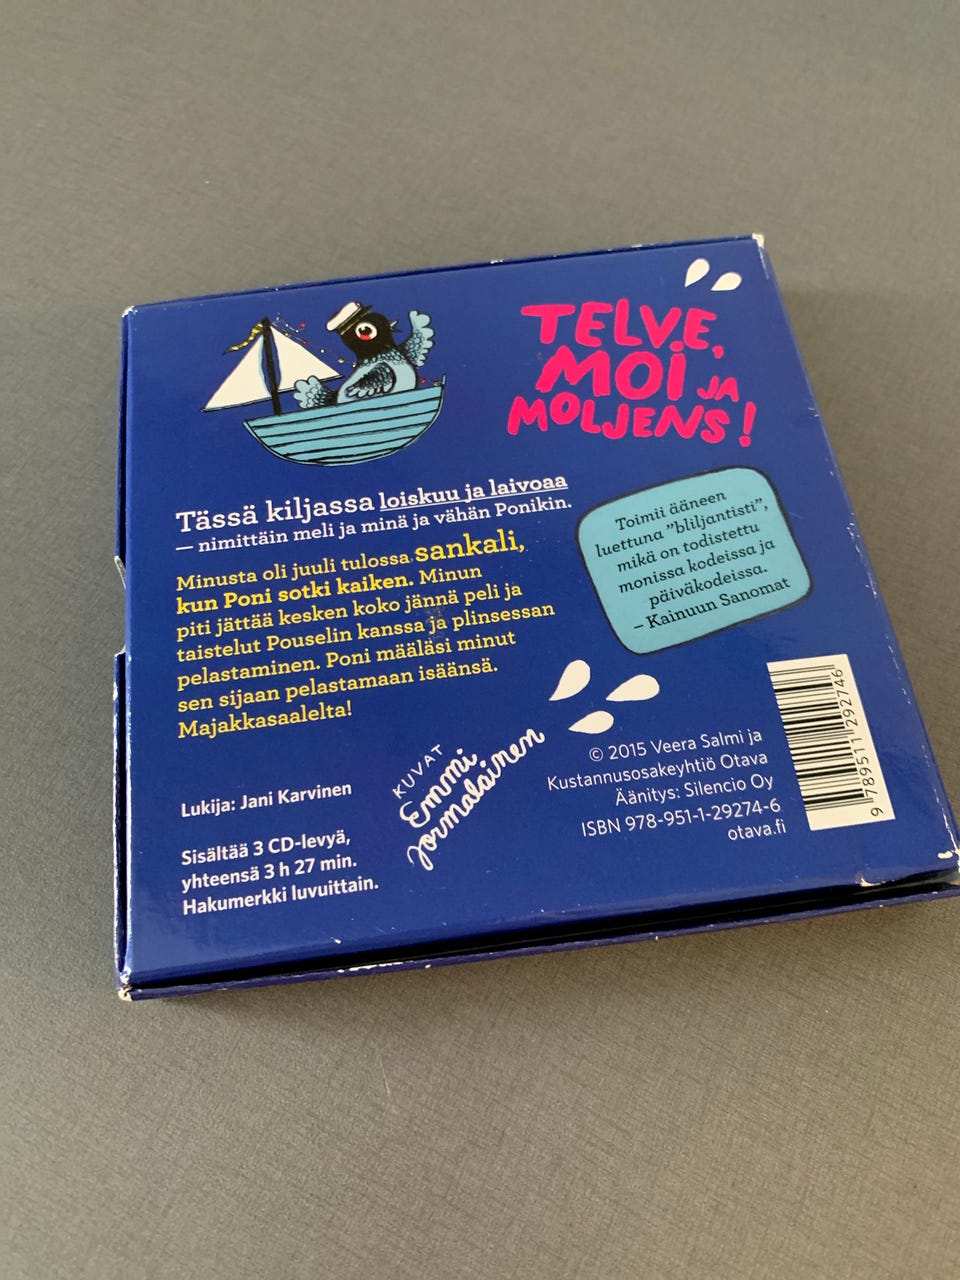 TELVE,
MOI JA
MOLJENS!
Tässä kiljassa loiskuu ja laivoaa
— nimittäin meli ja minä ja vähän Ponikin.
Minusta oli juuli tulossa sankali,
kun Poni sotki kaiken. Minun
piti jättää kesken koko jännä peli ja
taistelut Pouselin kanssa ja plinsessan
pelastaminen. Poni määläsi minut
sen sijaan pelastamaan isäänsä.
Majakkasaalelta!
Toimii ääneen
luettuna ”bliljantisti”,
mikä on todistettu
monissa kodeissa ja
päiväkodeissa.
– Kainuun Sanomat
Lukija: Jani Karvinen
Sisältää 3 CD-levyä,
yhteensä 3 h 27 min.
Hakumerkki luvuittain.
KUVAT
Emmi
Jormalainen
© 2015 Veera Salmi ja
Kustannusosakeyhtiö Otava
Äänitys: Silencio Oy
ISBN 978-951-1-29274-6
otava.fi
9 789511 292746